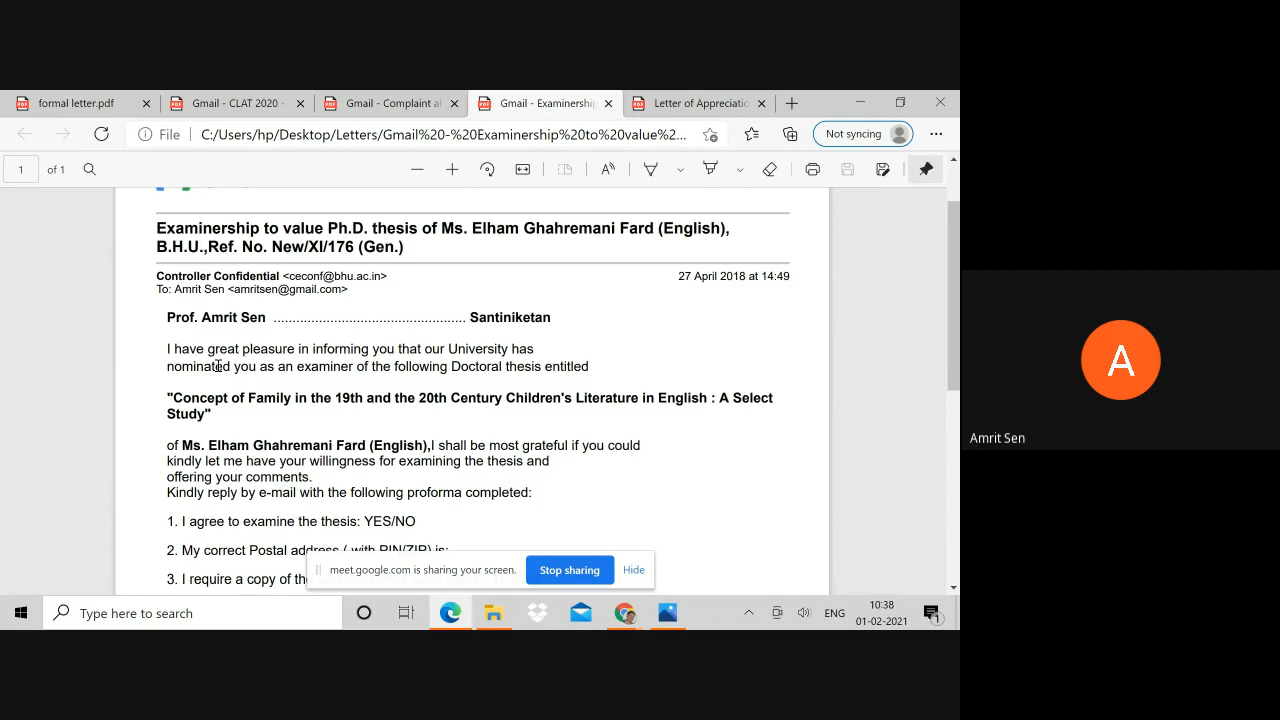 formal letter.pdf
Gmail - CLAT 2020 -
Gmail - Complaint a
Gmail - Examinership
Letter of Appreciatio
File
C:/Users/hp/Desktop/Letters/Gmail%20-%20Examinership%20to%20value%2...
Not syncing
1 of 1
Examinership to value Ph.D. thesis of Ms. Elham Ghahremani Fard (English),
B.H.U.,Ref. No. New/XI/176 (Gen.)
Controller Confidential <ceconf@bhu.ac.in> 27 April 2018 at 14:49
To: Amrit Sen <amritsen@gmail.com>
Prof. Amrit Sen .................................................. Santiniketan
I have great pleasure in informing you that our University has
nominated you as an examiner of the following Doctoral thesis entitled
"Concept of Family in the 19th and the 20th Century Children's Literature in English : A Select
Study"
of Ms. Elham Ghahremani Fard (English),I shall be most grateful if you could
kindly let me have your willingness for examining the thesis and
offering your comments.
Kindly reply by e-mail with the following proforma completed:
1. I agree to examine the thesis: YES/NO
2. My correct Postal address ( with PIN/ZIP) is:
3. I require a copy of the
meet.google.com is sharing your screen.
Stop sharing
Hide
Type here to search
ENG
10:38
01-02-2021
1
A
Amrit Sen